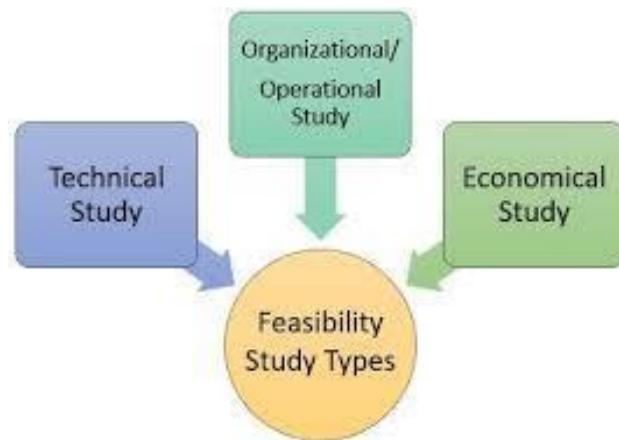 Organizational/
Operational
Study
Technical
Study
Economical
Study
Feasibility
Study Types